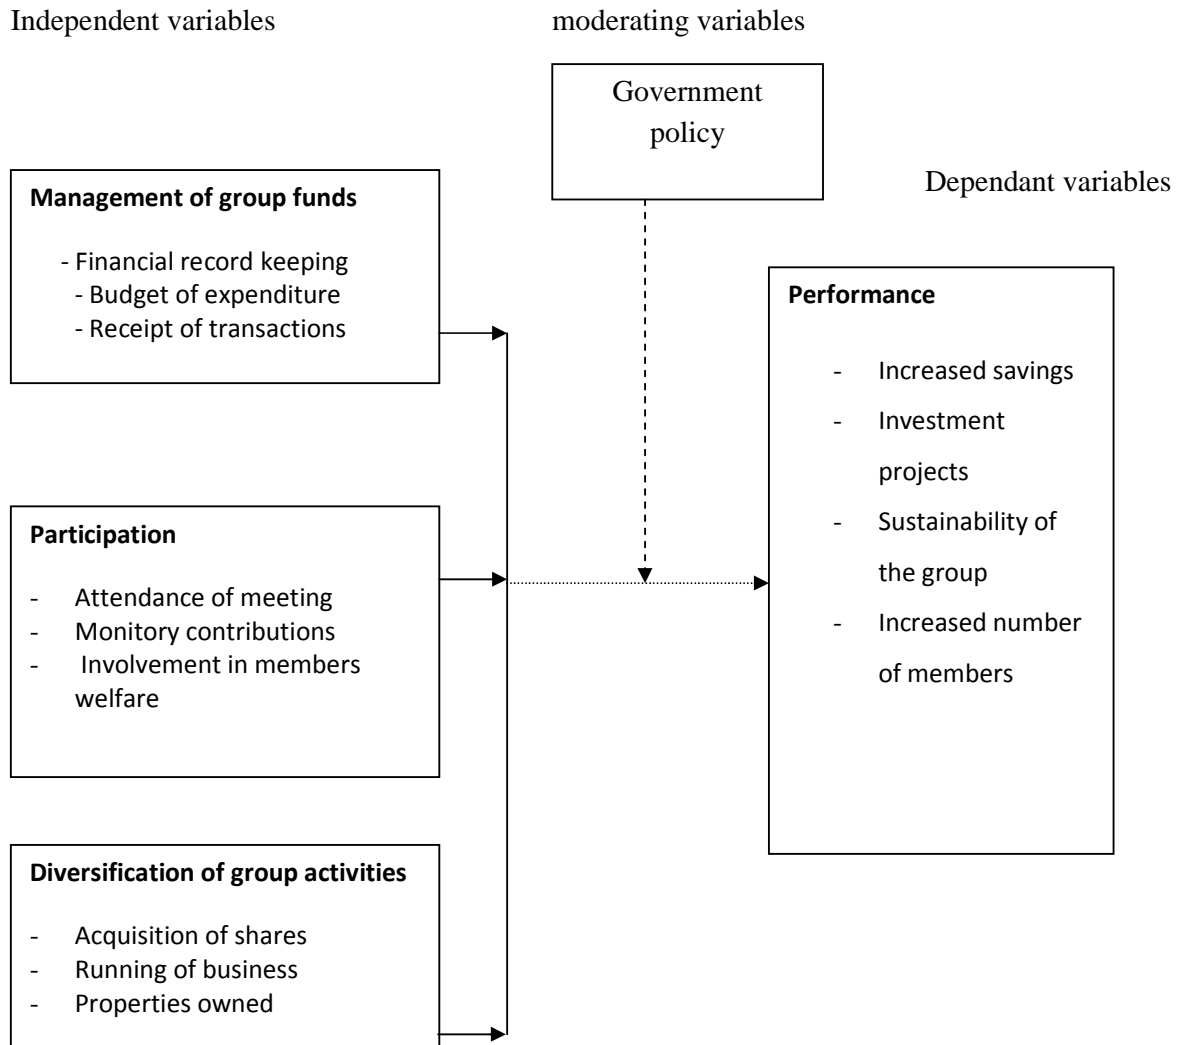 Independent variables
moderating variables
Government
policy
Dependant variables
Management of group funds
- Financial record keeping
- Budget of expenditure
- Receipt of transactions
Performance
- Increased savings
- Investment
projects
- Sustainability of
the group
- Increased number
of members
Participation
- Attendance of meeting
- Monitory contributions
- Involvement in members
welfare
Diversification of group activities
- Acquisition of shares
- Running of business
- Properties owned